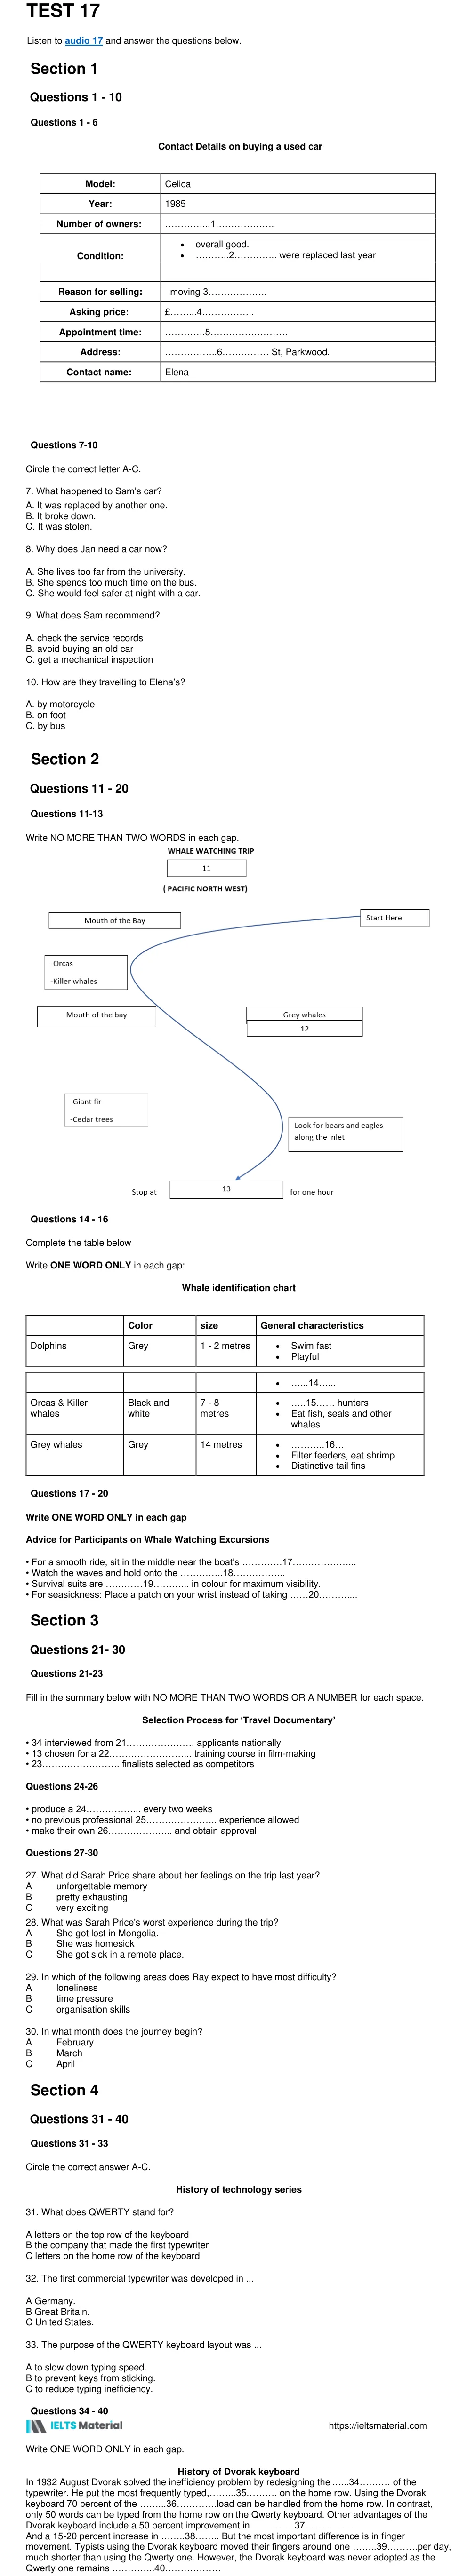 TEST 17
Listen to audio 17 and answer the questions below.
Section 1
Questions 1 - 10
Questions 1 - 6
Contact Details on buying a used car
Model: Celica
Year: 1985
Number of owners: …………...1……………….
Condition: • overall good.
• ………..2………….. were replaced last year
Reason for selling: moving 3……………….
Asking price: £……...4……………..
Appointment time: ………….5…………………….
Address: ……………..6…………… St, Parkwood.
Contact name: Elena
Questions 7-10
Circle the correct letter A-C.
7. What happened to Sam's car?
A. It was replaced by another one.
B. It broke down.
C. It was stolen.
8. Why does Jan need a car now?
A. She lives too far from the university.
B. She spends too much time on the bus.
C. She would feel safer at night with a car.
9. What does Sam recommend?
A. check the service records
B. avoid buying an old car
C. get a mechanical inspection
10. How are they travelling to Elena's?
A. by motorcycle
B. on foot
C. by bus
Section 2
Questions 11 - 20
Questions 11-13
Write NO MORE THAN TWO WORDS in each gap.
WHALE WATCHING TRIP
11
( PACIFIC NORTH WEST)
Mouth of the Bay
Start Here
-Orcas
-Killer whales
Mouth of the bay
Grey whales
12
-Giant fir
-Cedar trees
Look for bears and eagles
along the inlet
Stop at 13 for one hour
Questions 14 - 16
Complete the table below
Write ONE WORD ONLY in each gap:
Whale identification chart
Color size General characteristics
Dolphins Grey 1 - 2 metres • Swim fast
• Playful
• …...14…...
Orcas & Killer whales Black and white 7 - 8 metres • …..15…… hunters
• Eat fish, seals and other whales
Grey whales Grey 14 metres • ………..16…
• Filter feeders, eat shrimp
• Distinctive tail fins
Questions 17 - 20
Write ONE WORD ONLY in each gap
Advice for Participants on Whale Watching Excursions
• For a smooth ride, sit in the middle near the boat's ………….17………………...
• Watch the waves and hold onto the …………..18……………..
• Survival suits are …………19………... in colour for maximum visibility.
• For seasickness: Place a patch on your wrist instead of taking ……20………....
Section 3
Questions 21- 30
Questions 21-23
Fill in the summary below with NO MORE THAN TWO WORDS OR A NUMBER for each space.
Selection Process for 'Travel Documentary'
• 34 interviewed from 21…………………. applicants nationally
• 13 chosen for a 22…………………... training course in film-making
• 23……………………. finalists selected as competitors
Questions 24-26
• produce a 24……………... every two weeks
• no previous professional 25………………….. experience allowed
• make their own 26………………... and obtain approval
Questions 27-30
27. What did Sarah Price share about her feelings on the trip last year?
A unforgettable memory
B pretty exhausting
C very exciting
28. What was Sarah Price's worst experience during the trip?
A She got lost in Mongolia.
B She was homesick
C She got sick in a remote place.
29. In which of the following areas does Ray expect to have most difficulty?
A loneliness
B time pressure
C organisation skills
30. In what month does the journey begin?
A February
B March
C April
Section 4
Questions 31 - 40
Questions 31 - 33
Circle the correct answer A-C.
History of technology series
31. What does QWERTY stand for?
A letters on the top row of the keyboard
B the company that made the first typewriter
C letters on the home row of the keyboard
32. The first commercial typewriter was developed in ...
A Germany.
B Great Britain.
C United States.
33. The purpose of the QWERTY keyboard layout was ...
A to slow down typing speed.
B to prevent keys from sticking.
C to reduce typing inefficiency.
Questions 34 - 40
IELTS Material https://ieltsmaterial.com
Write ONE WORD ONLY in each gap.
History of Dvorak keyboard
In 1932 August Dvorak solved the inefficiency problem by redesigning the …...34………. of the
typewriter. He put the most frequently typed,……...35………. on the home row. Using the Dvorak
keyboard 70 percent of the ……...36………….load can be handled from the home row. In contrast,
only 50 words can be typed from the home row on the Qwerty keyboard. Other advantages of the
Dvorak keyboard include a 50 percent improvement in ……..37…………….
And a 15-20 percent increase in ……..38…….. But the most important difference is in finger
movement. Typists using the Dvorak keyboard moved their fingers around one ……..39……….per day,
much shorter than using the Qwerty one. However, the Dvorak keyboard was never adopted as the
Qwerty one remains …………..40………………